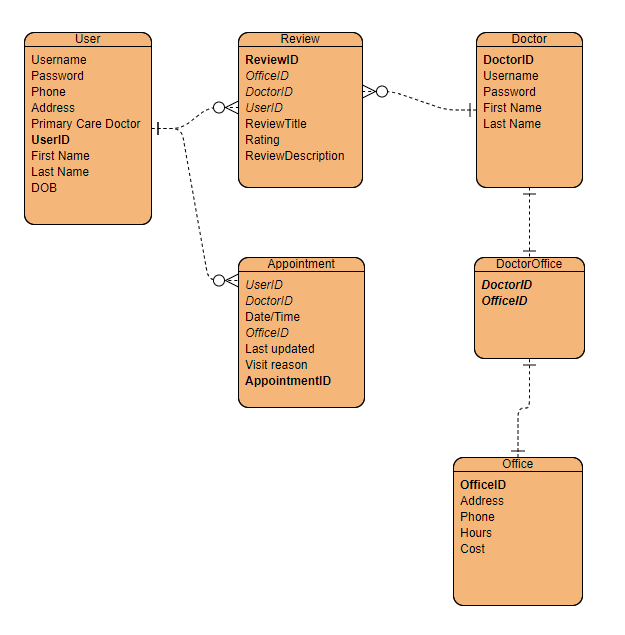 User
Username
Password
Phone
Address
Primary Care Doctor
UserID
First Name
Last Name
DOB
Review
ReviewID
OfficeID
DoctorID
UserID
ReviewTitle
Rating
ReviewDescription
Doctor
DoctorID
Username
Password
First Name
Last Name
Appointment
UserID
DoctorID
Date/Time
OfficeID
Last updated
Visit reason
AppointmentID
DoctorOffice
DoctorID
OfficeID
Office
OfficeID
Address
Phone
Hours
Cost